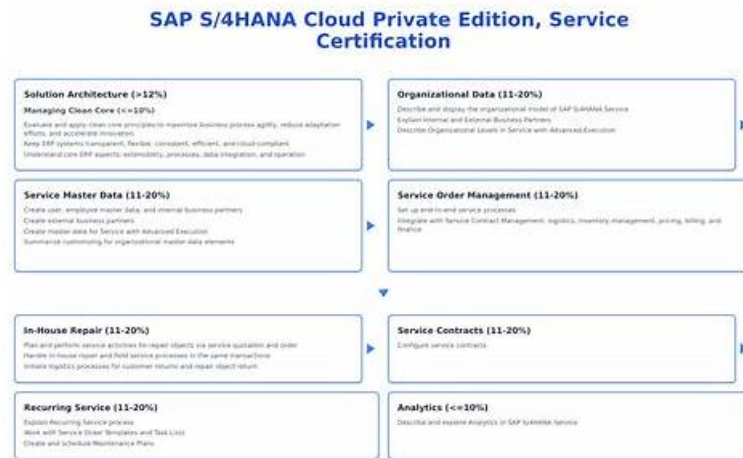 SAP S/4HANA Cloud Private Edition, Service
Certification
Solution Architecture (>12%)
Managing Clean Core (<=10%)
Evaluate and apply clean core principles to maximize business process agility, reduce adaptation
efforts, and accelerate innovation
Keep ERP systems transparent, flexible, consistent, efficient, and cloud compliant
Understand core ERP aspects: extensibility, processes, data integration, and operation
Organizational Data (11-20%)
Describe and display the organizational model of SAP S/4HANA Service
Explain Internal and External Business Partners
Describe Organizational Levels in Service with Advanced Execution
Service Master Data (11-20%)
Create user, employee master data, and internal business partners
Create external business partners
Create master data for Service with Advanced Execution
Summarize customizing for organizational master data elements
Service Order Management (11-20%)
Set up end-to-end service processes
Integrate with Service Contract Management, logistics, inventory management, pricing, billing, and
finance
In-House Repair (11-20%)
Plan and perform service activities for repair objects via service quotation and order
Handle in-house repair and field service processes in the same transactions
Initiate logistics processes for customer returns and repair object return
Service Contracts (11-20%)
Configure service contracts
Recurring Service (11-20%)
Explain Recurring Service process
Work with Service Order Templates and Task Lists
Create and schedule Maintenance Plans
Analytics (<=10%)
Describe and explore Analytics in SAP S/4HANA Service